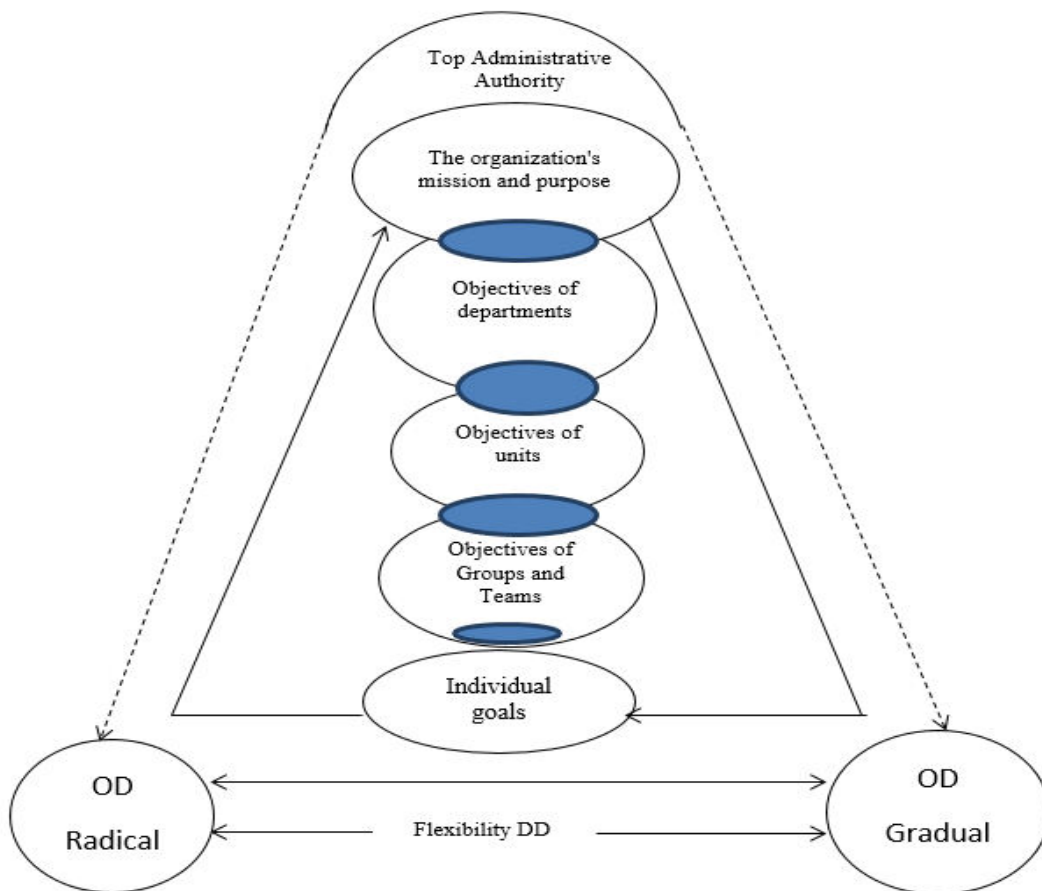 Top Administrative
Authority
The organization's
mission and purpose
Objectives of
departments
Objectives of
units
Objectives of
Groups and
Teams
Individual
goals
OD
Radical
Flexibility DD
OD
Gradual